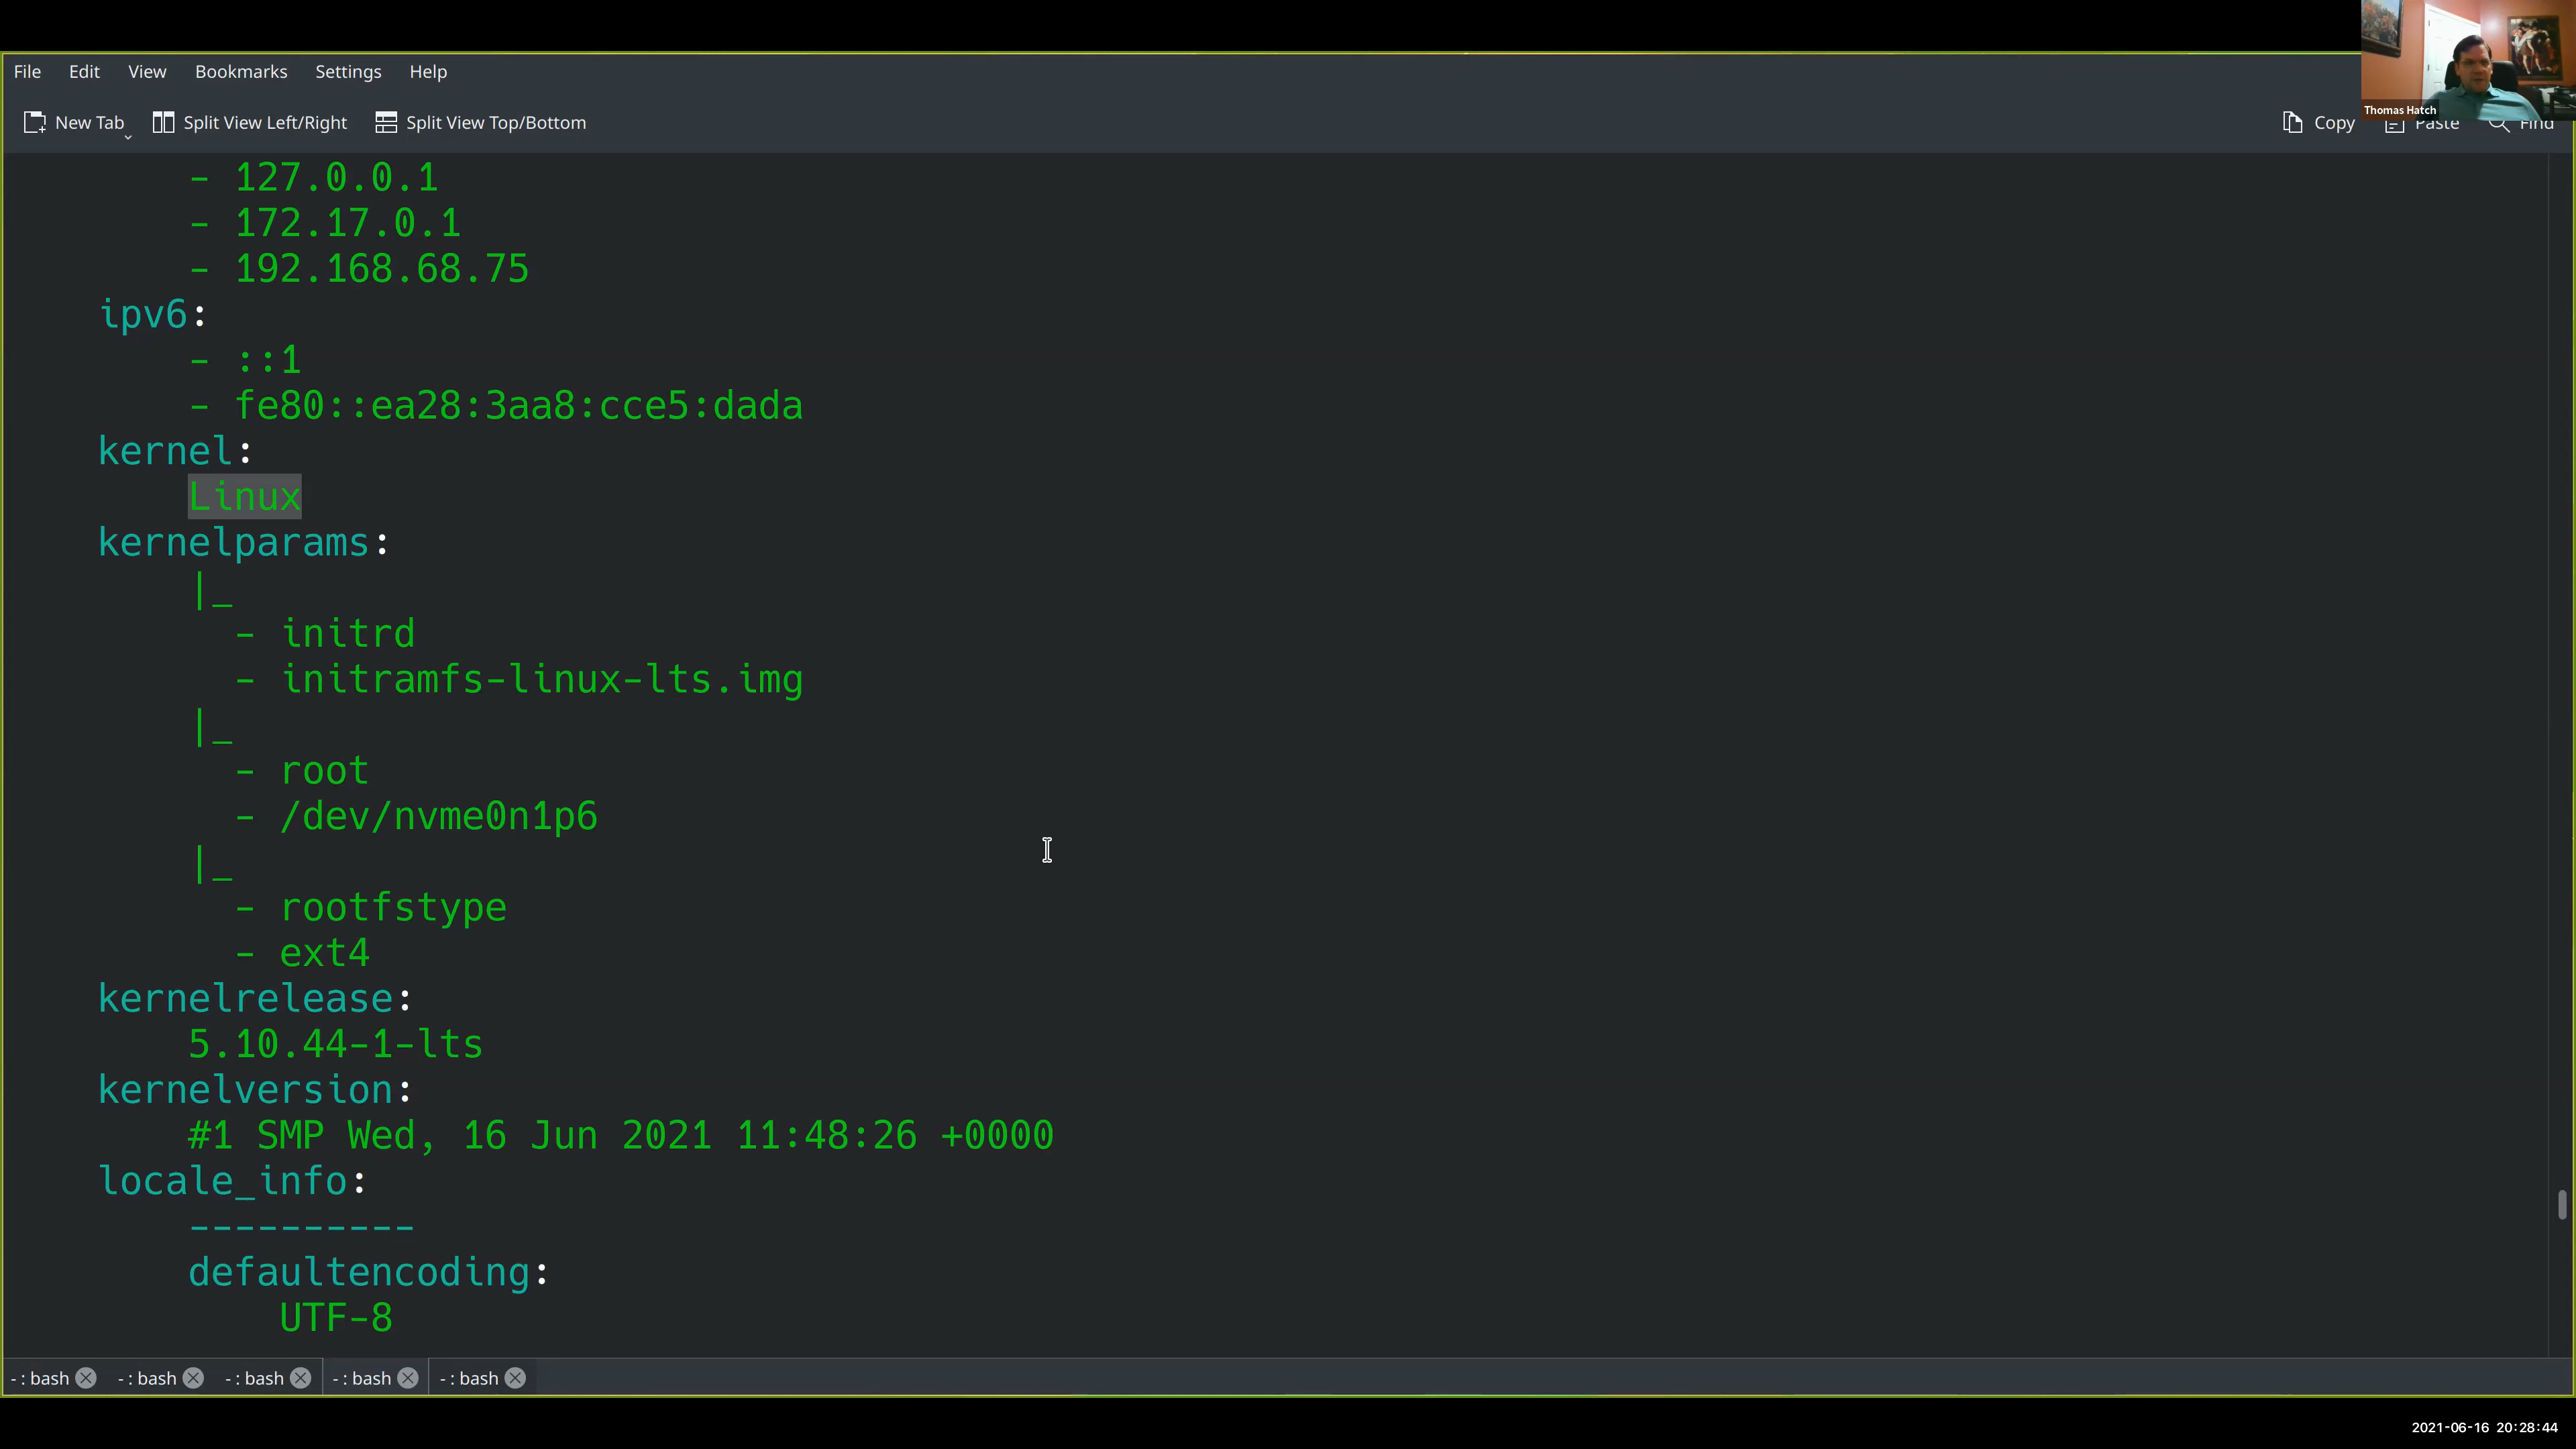 File Edit View Bookmarks Settings Help
Thomas Hatch
New Tab Split View Left/Right Split View Top/Bottom Copy Paste Find
- 127.0.0.1
- 172.17.0.1
- 192.168.68.75
ipv6:
- ::1
- fe80::ea28:3aa8:cce5:dada
kernel:
Linux
kernelparams:
|_
- initrd
- initramfs-linux-lts.img
|_
- root
- /dev/nvme0n1p6
|_
- rootfstype
- ext4
kernelrelease:
5.10.44-1-lts
kernelversion:
#1 SMP Wed, 16 Jun 2021 11:48:26 +0000
locale_info:
----------
defaultencoding:
UTF-8
- : bash - : bash - : bash - : bash - : bash
2021-06-16 20:28:44